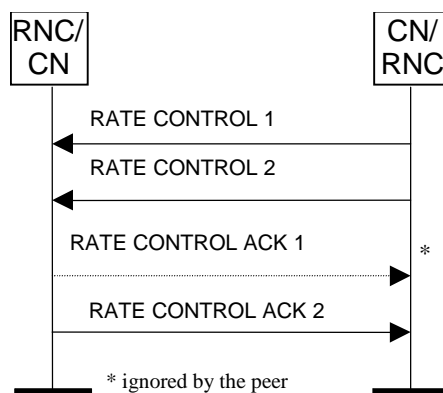 RNC/
CN
CN/
RNC
RATE CONTROL 1
RATE CONTROL 2
RATE CONTROL ACK 1
*
RATE CONTROL ACK 2
* ignored by the peer